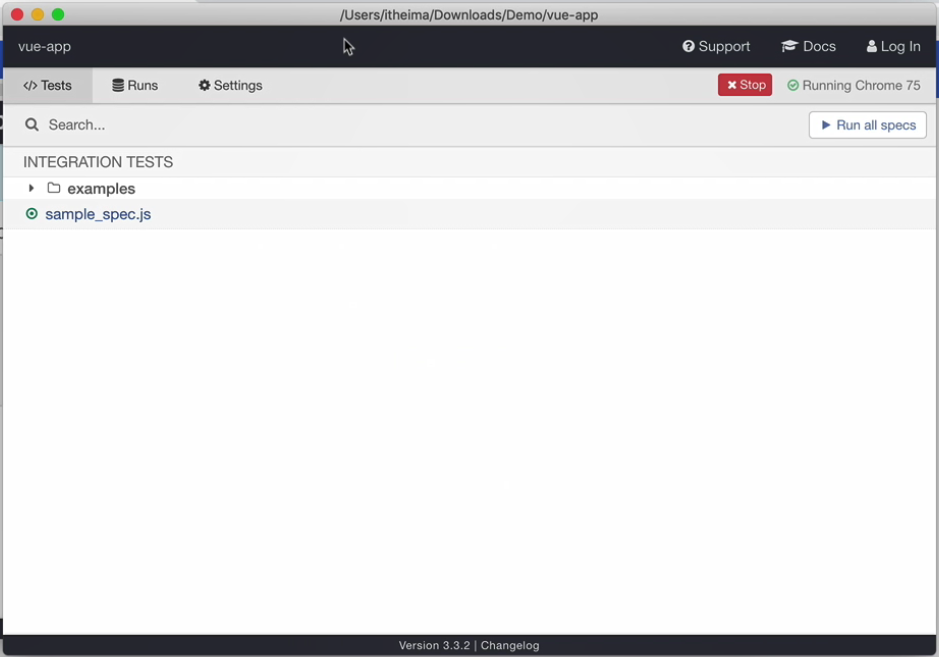 /Users/itheima/Downloads/Demo/vue-app
vue-app Support Docs Log In
Tests Runs Settings Stop Running Chrome 75
Search... Run all specs
INTEGRATION TESTS
examples
sample_spec.js
Version 3.3.2 | Changelog